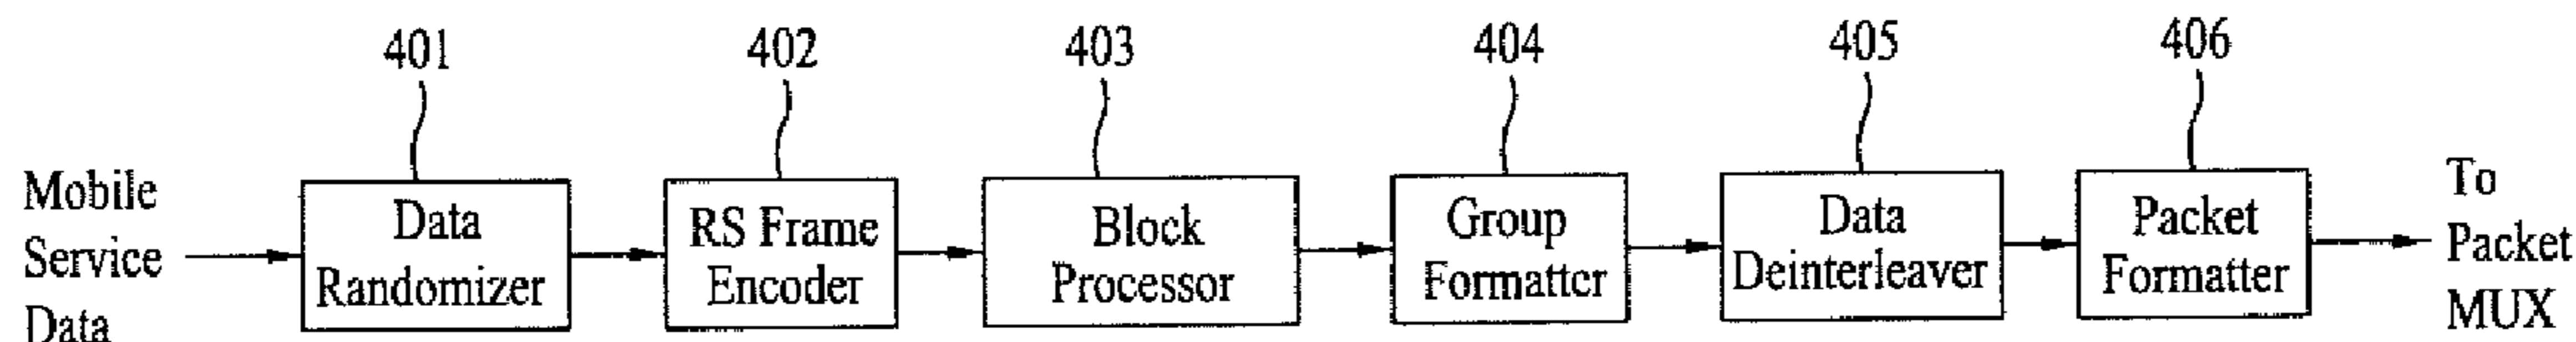 401
402
403
404
405
406
Mobile
Service
Data
Data
Randomizer
RS Frame
Encoder
Block
Processor
Group
Formatter
Data
Deinterleaver
Packet
Formatter
To
Packet
MUX